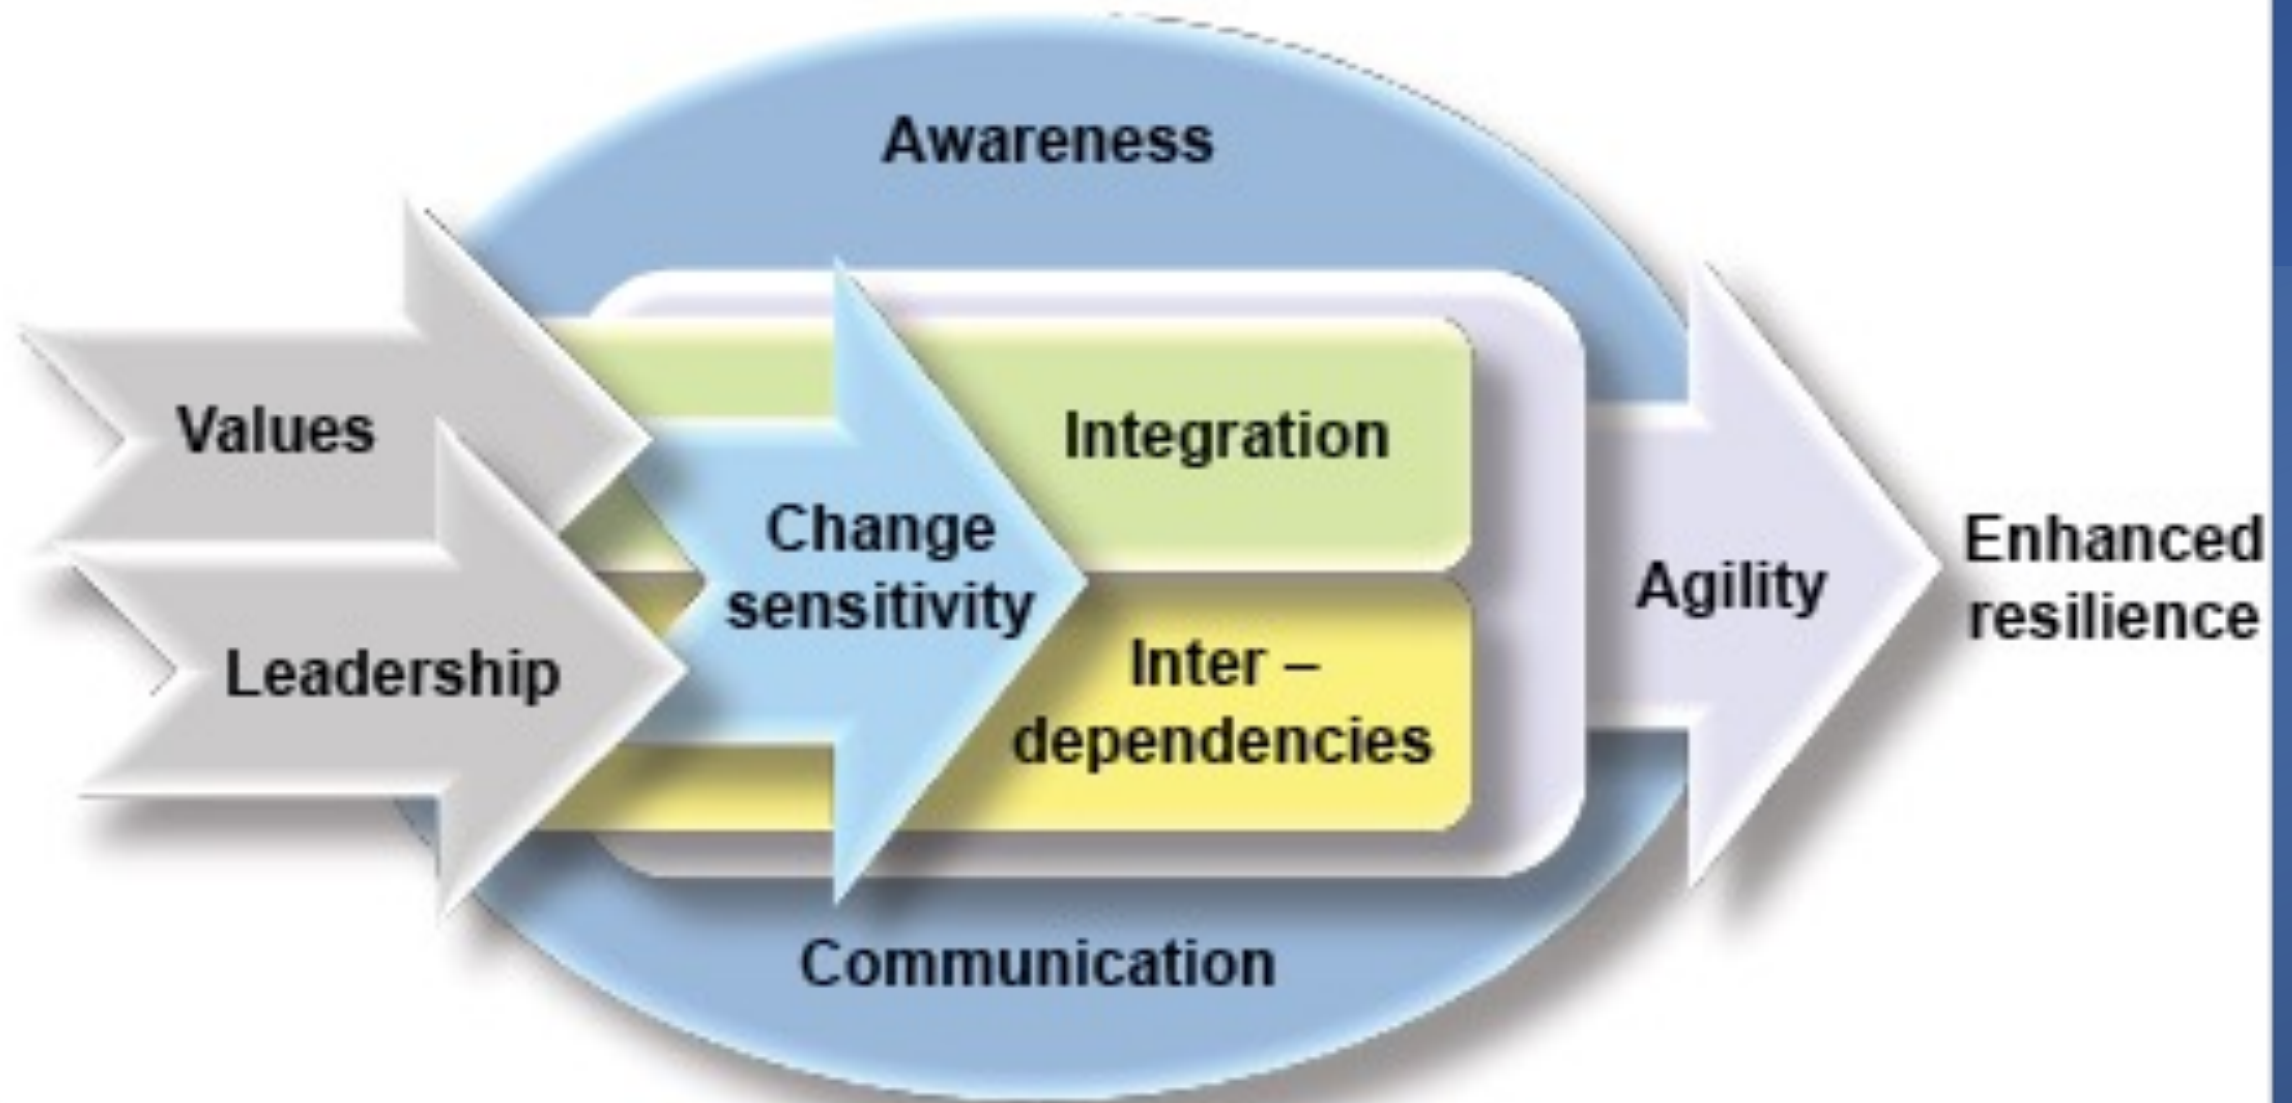 Awareness
Values
Integration
Change
sensitivity
Leadership
Inter –
dependencies
Agility
Enhanced
resilience
Communication